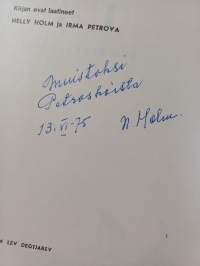 Kirjan ovat laatineet
HELLY HOLM ja IRMA PETROVA
Muistoksi
Petroskoista
13. VI -75 N. Holm.
LEV DEGTJAREV